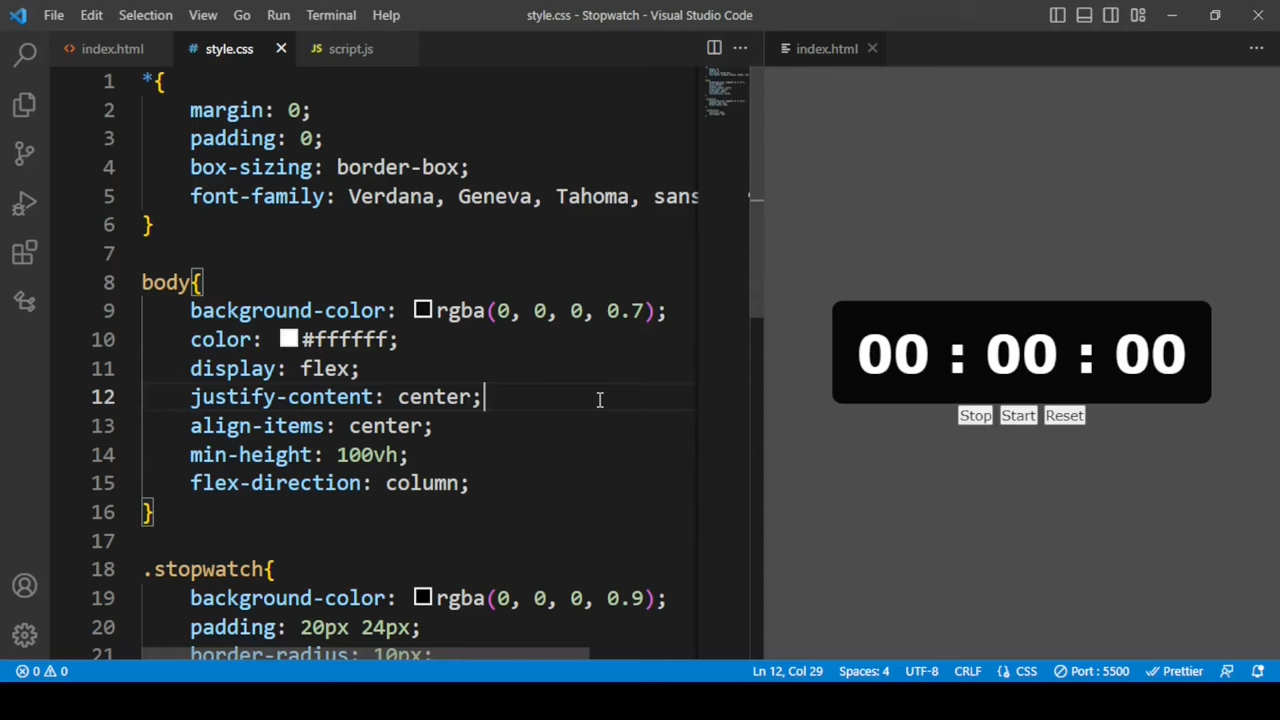 File Edit Selection View Go Run Terminal Help
style.css - Stopwatch - Visual Studio Code
index.html
# style.css
JS script.js
index.html
1 *{
2 margin: 0;
3 padding: 0;
4 box-sizing: border-box;
5 font-family: Verdana, Geneva, Tahoma, sans
6 }
7
8 body{
9 background-color: rgba(0, 0, 0, 0.7);
10 color: #ffffff;
11 display: flex;
12 justify-content: center;
13 align-items: center;
14 min-height: 100vh;
15 flex-direction: column;
16 }
17
18 .stopwatch{
19 background-color: rgba(0, 0, 0, 0.9);
20 padding: 20px 24px;
21 border-radius: 10px;
00 : 00 : 00
Stop Start Reset
0 0
Ln 12, Col 29 Spaces: 4 UTF-8 CRLF CSS Port : 5500 Prettier